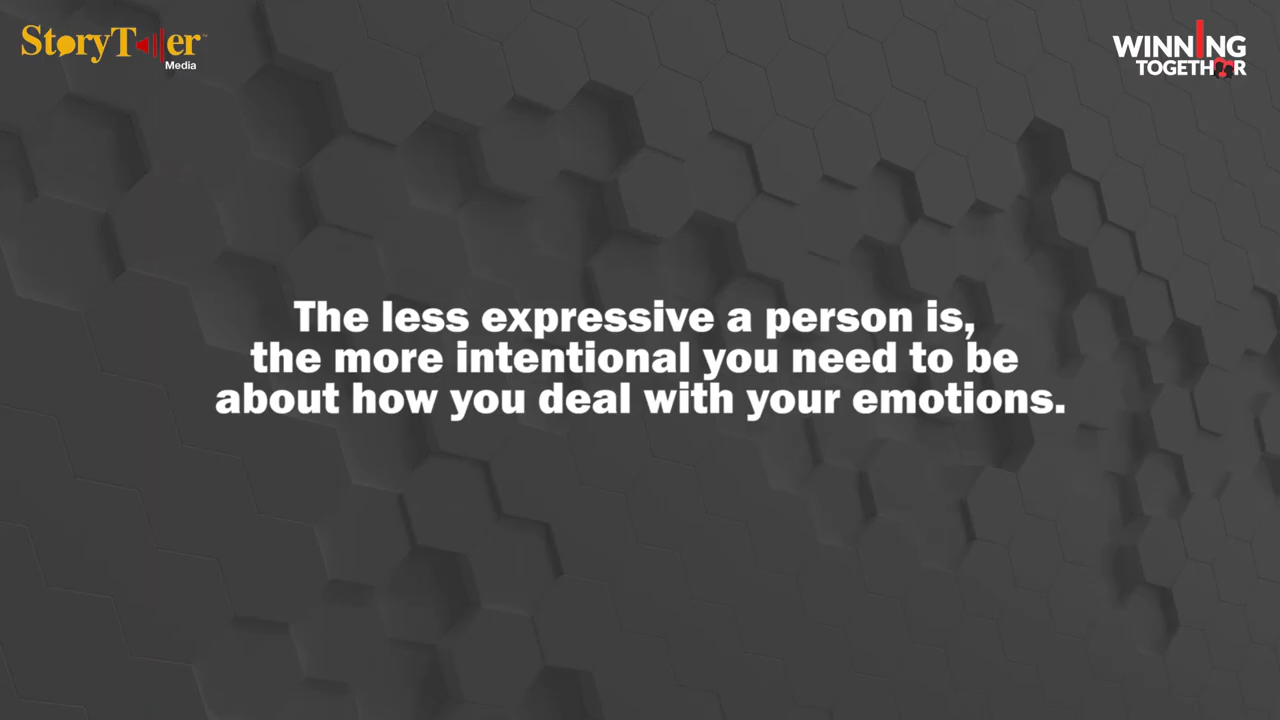 StoryTeller™
Media
WINNING
TOGETHER
The less expressive a person is,
the more intentional you need to be
about how you deal with your emotions.